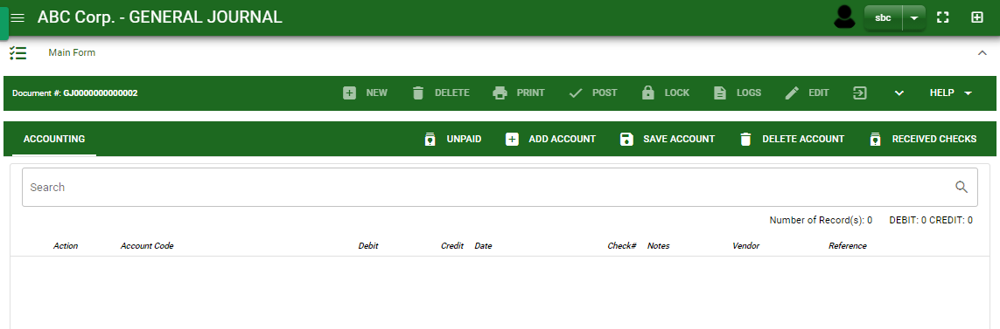 ABC Corp. - GENERAL JOURNAL sbc
Main Form
Document #: GJ0000000000002 NEW DELETE PRINT POST LOCK LOGS EDIT HELP
ACCOUNTING UNPAID ADD ACCOUNT SAVE ACCOUNT DELETE ACCOUNT RECEIVED CHECKS
Search
Number of Record(s): 0 DEBIT: 0 CREDIT: 0
Action Account Code Debit Credit Date Check# Notes Vendor Reference